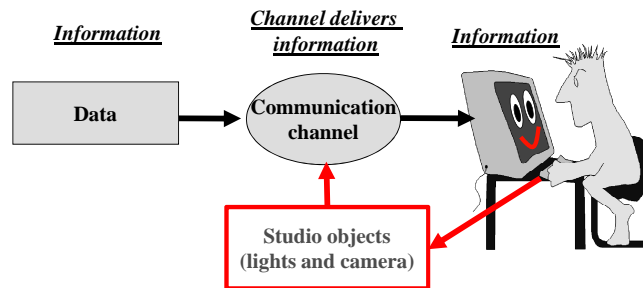 Information
Channel delivers
information
Information
Data
Communication
channel
Studio objects
(lights and camera)